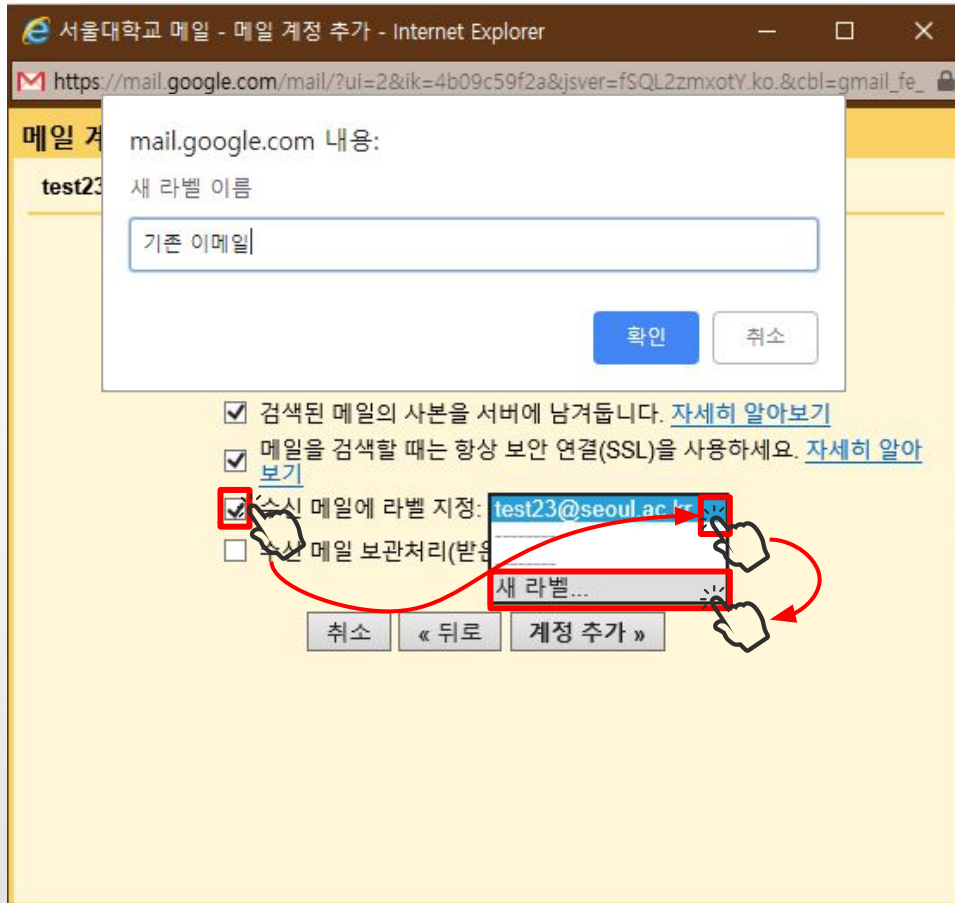 서울대학교 메일 - 메일 계정 추가 - Internet Explorer
https://mail.google.com/mail/?ui=2&ik=4b09c59f2a&jsver=fSQL2zmxotY.ko.&cbl=gmail_fe_
메일 계
mail.google.com 내용:
test23
새 라벨 이름
기존 이메일
확인 취소
검색된 메일의 사본을 서버에 남겨둡니다. 자세히 알아보기
메일을 검색할 때는 항상 보안 연결(SSL)을 사용하세요. 자세히 알아
보기
수신 메일에 라벨 지정: test23@seoul.ac.kr
수신 메일 보관처리(받은
새 라벨...
취소 « 뒤로 계정 추가 »